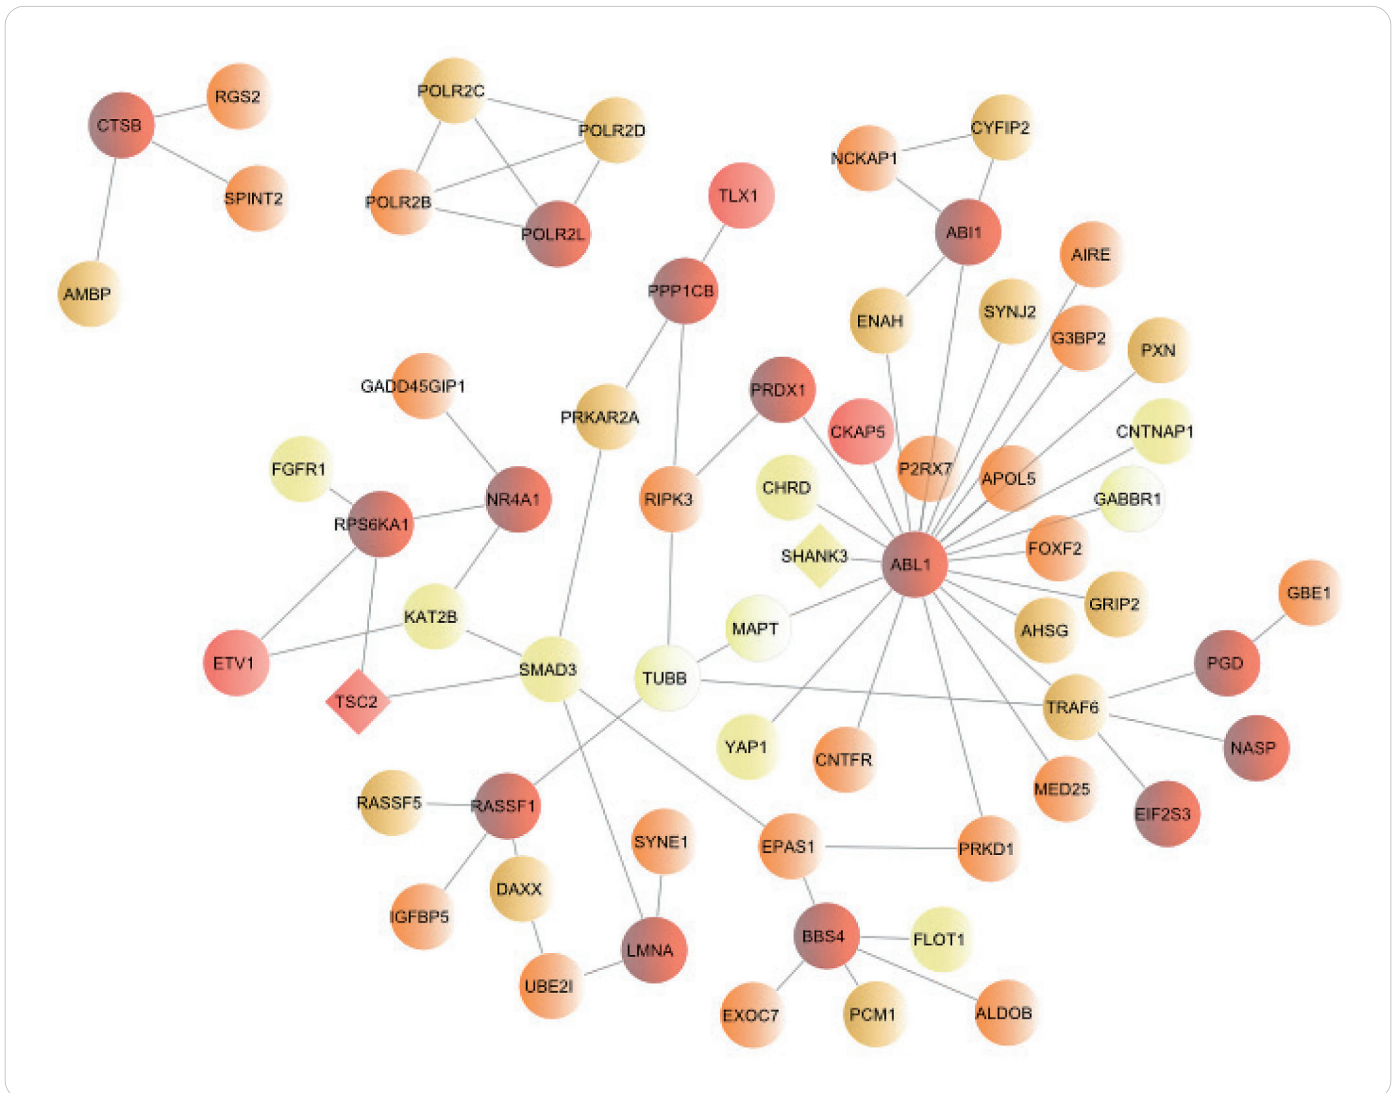 POLR2C
RGS2
CTSB
POLR2D
CYFIP2
NCKAP1
SPINT2
POLR2B
TLX1
POLR2L
ABI1
AIRE
AMBP
PPP1CB
SYNJ2
ENAH
G3BP2
PXN
GADD45GIP1
PRDX1
PRKAR2A
CKAP5
CNTNAP1
FGFR1
P2RX7
APOL5
CHRD
NR4A1
RIPK3
GABBR1
RPS6KA1
FOXF2
SHANK3
ABL1
GBE1
GRIP2
KAT2B
MAPT
AHSG
ETV1
PGD
SMAD3
TUBB
TSC2
TRAF6
YAP1
NASP
CNTFR
MED25
RASSF5
RASSF1
EIF2S3
SYNE1
EPAS1
PRKD1
DAXX
IGFBP5
BBS4
FLOT1
LMNA
UBE2I
EXOC7
PCM1
ALDOB